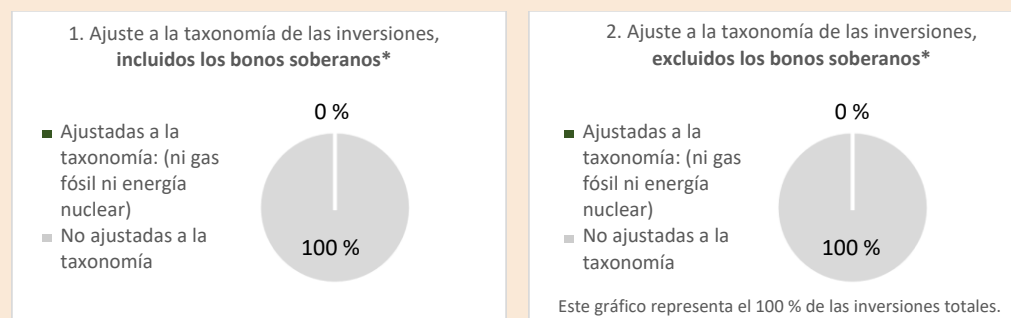 1. Ajuste a la taxonomía de las inversiones,
incluidos los bonos soberanos*
0 %
Ajustadas a la
taxonomía: (ni gas
fósil ni energía
nuclear)
No ajustadas a la
taxonomía
100 %
2. Ajuste a la taxonomía de las inversiones,
excluidos los bonos soberanos*
0 %
Ajustadas a la
taxonomía: (ni gas
fósil ni energía
nuclear)
No ajustadas a la
taxonomía
100 %
Este gráfico representa el 100 % de las inversiones totales.